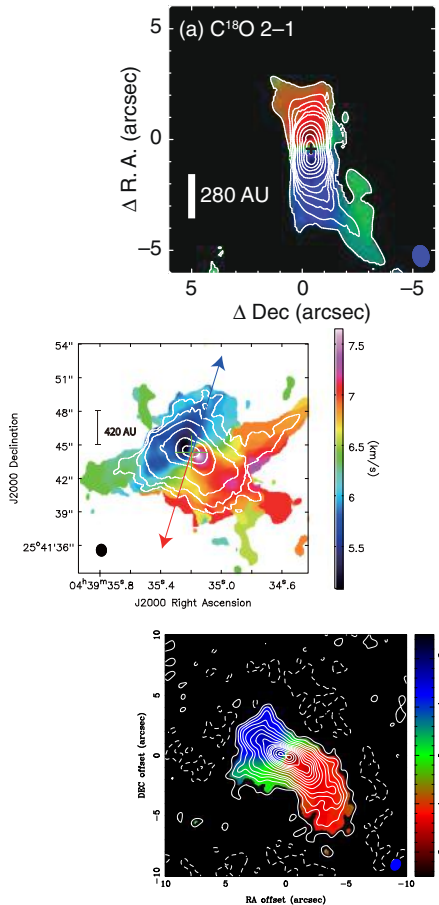 (a) C¹⁸O 2–1
Δ R. A. (arcsec)
5
0
−5
280 AU
5
0
−5
Δ Dec (arcsec)
J2000 Declination
54"
51"
48"
45"
42"
39"
25°41'36"
420 AU
04ʰ39ᵐ35ˢ.8
35ˢ.4
35ˢ.0
34ˢ.6
J2000 Right Ascension
7.5
7
6.5
6
5.5
(km/s)
DEC offset (arcsec)
10
5
0
−5
−10
10
5
0
−5
−10
RA offset (arcsec)